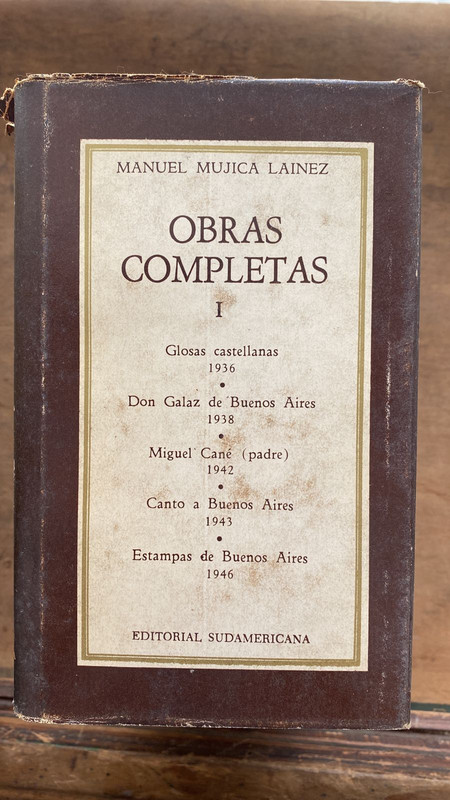 MANUEL MUJICA LAINEZ
OBRAS
COMPLETAS
I
Glosas castellanas
1936
•
Don Galaz de Buenos Aires
1938
•
Miguel Cané (padre)
1942
•
Canto a Buenos Aires
1943
•
Estampas de Buenos Aires
1946
EDITORIAL SUDAMERICANA